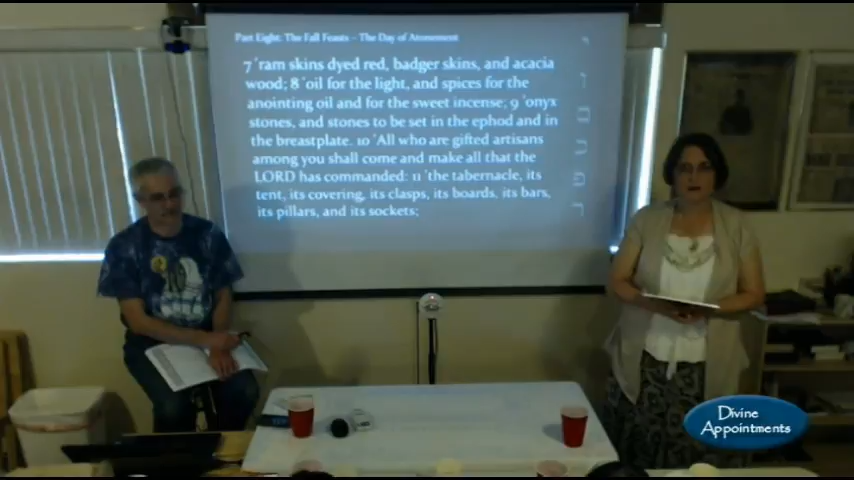 Part Eight: The Fall Feasts – The Day of Atonement
7 'ram skins dyed red, badger skins, and acacia
wood; 8 'oil for the light, and spices for the
anointing oil and for the sweet incense; 9 'onyx
stones, and stones to be set in the ephod and in
the breastplate. 10 'All who are gifted artisans
among you shall come and make all that the
LORD has commanded: 11 'the tabernacle, its
tent, its covering, its clasps, its boards, its bars,
its pillars, and its sockets;
Divine
Appointments